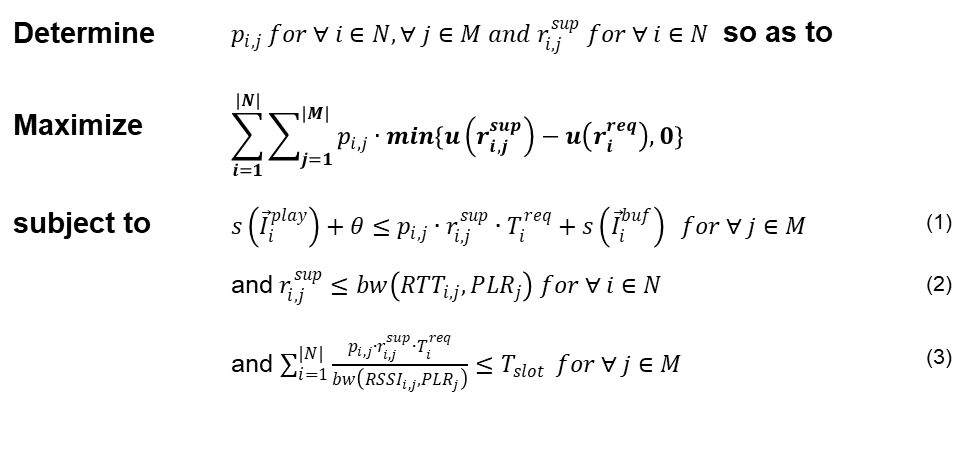 Determine p_{i,j} for ∀ i ∈ N, ∀ j ∈ M and r_{i,j}^{sup} for ∀ i ∈ N so as to
Maximize ∑_{i=1}^{|N|} ∑_{j=1}^{|M|} p_{i,j} · min{u(r_{i,j}^{sup}) − u(r_i^{req}), 0}
subject to s(I⃗_i^{play}) + θ ≤ p_{i,j} · r_{i,j}^{sup} · T_i^{req} + s(I⃗_i^{buf}) for ∀ j ∈ M (1)
and r_{i,j}^{sup} ≤ bw(RTT_{i,j}, PLR_j) for ∀ i ∈ N (2)
and ∑_{i=1}^{|N|} \frac{p_{i,j}·r_{i,j}^{sup}·T_i^{req}}{bw(RSSI_{i,j},PLR_j)} ≤ T_{slot} for ∀ j ∈ M (3)